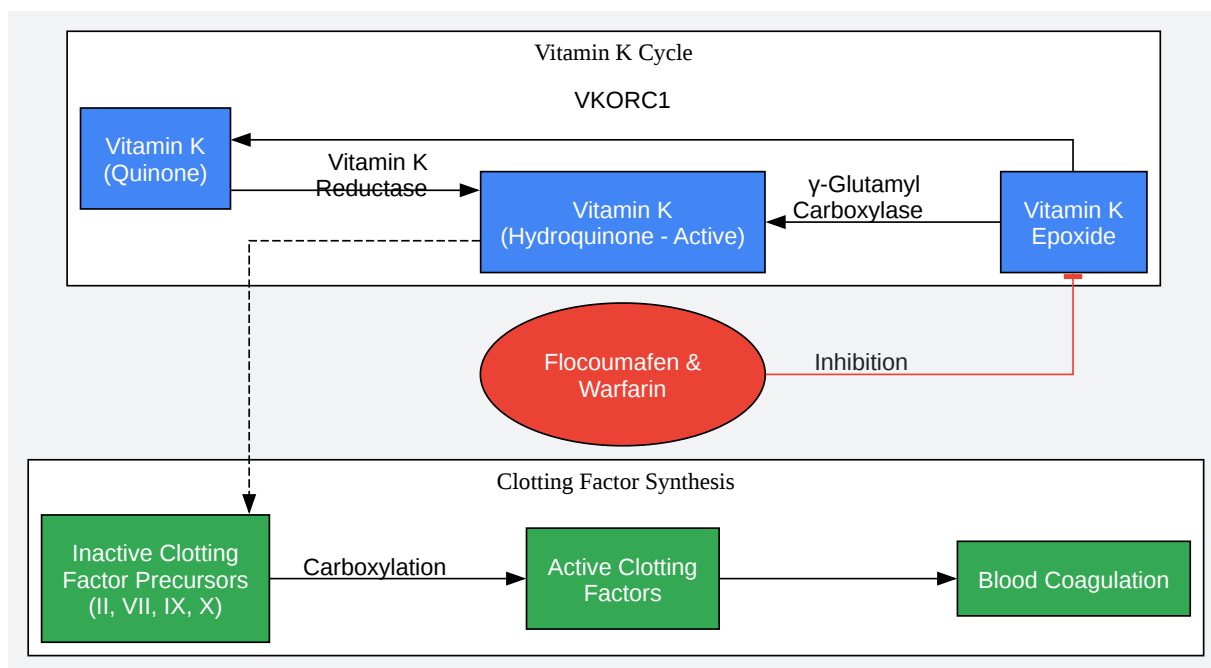 Vitamin K Cycle
VKORC1
Vitamin K
(Quinone)
Vitamin K
Reductase
Vitamin K
(Hydroquinone - Active)
γ-Glutamyl
Carboxylase
Vitamin K
Epoxide
Flocoumafen &
Warfarin
Inhibition
Clotting Factor Synthesis
Inactive Clotting
Factor Precursors
(II, VII, IX, X)
Carboxylation
Active Clotting
Factors
Blood Coagulation